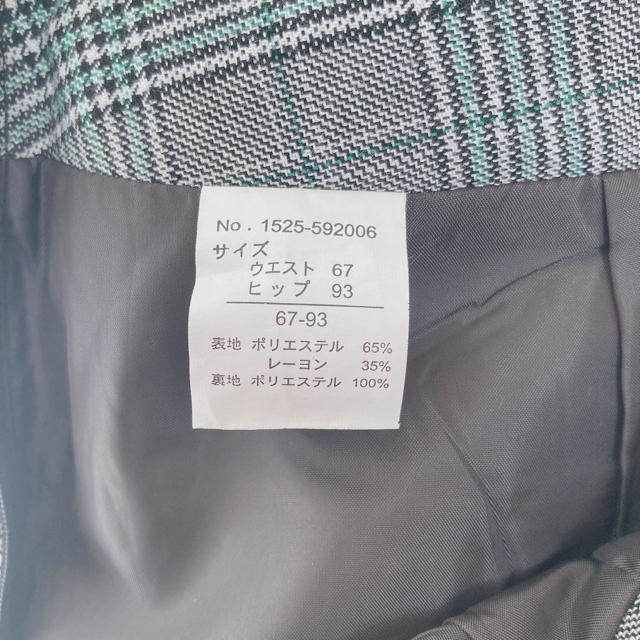 No . 1525-592006
サイズ
ウエスト 67
ヒップ 93
67-93
表地 ポリエステル 65%
レーヨン 35%
裏地 ポリエステル 100%